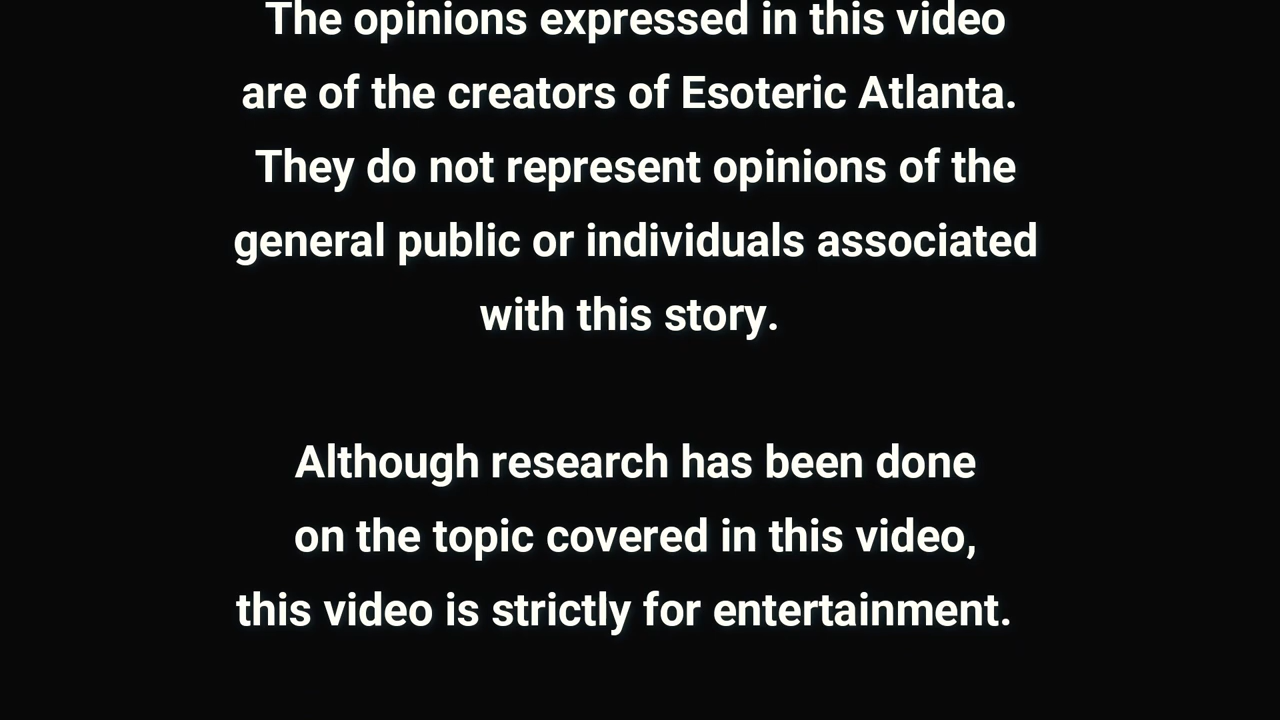 The opinions expressed in this video
are of the creators of Esoteric Atlanta.
They do not represent opinions of the
general public or individuals associated
with this story.
Although research has been done
on the topic covered in this video,
this video is strictly for entertainment.